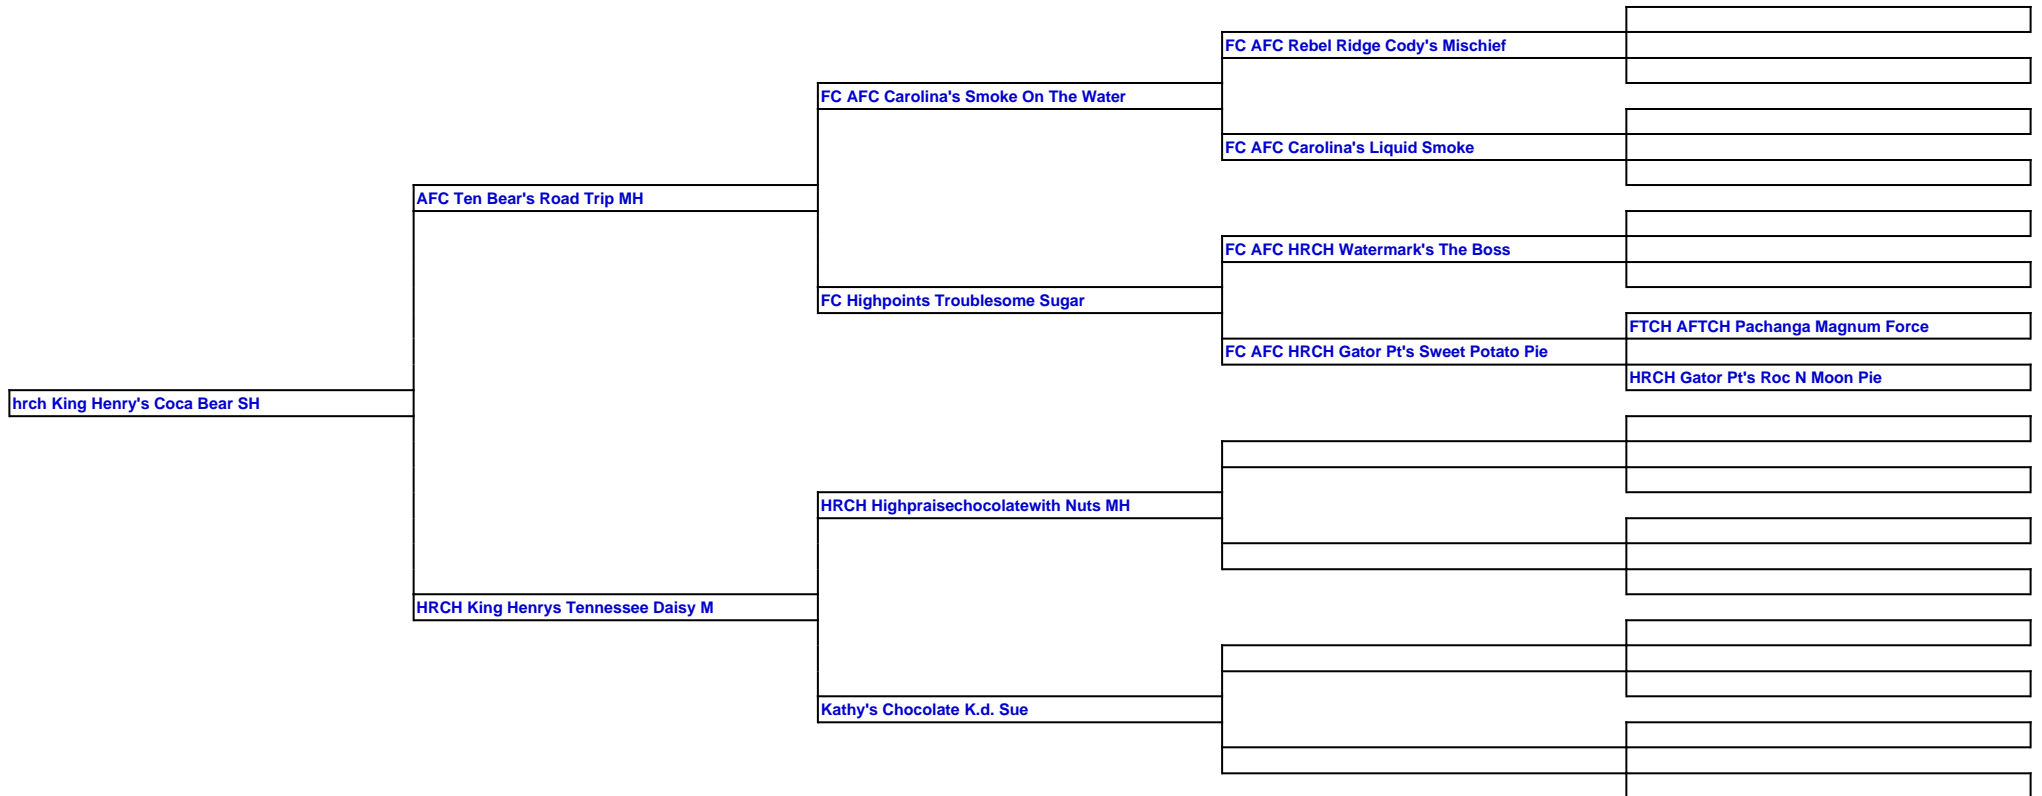 FC AFC Rebel Ridge Cody's Mischief
FC AFC Carolina's Smoke On The Water
FC AFC Carolina's Liquid Smoke
AFC Ten Bear's Road Trip MH
FC AFC HRCH Watermark's The Boss
FC Highpoints Troublesome Sugar
FTCH AFTCH Pachanga Magnum Force
FC AFC HRCH Gator Pt's Sweet Potato Pie
HRCH Gator Pt's Roc N Moon Pie
hrch King Henry's Coca Bear SH
HRCH Highpraisechocolatewith Nuts MH
HRCH King Henrys Tennessee Daisy M
Kathy's Chocolate K.d. Sue